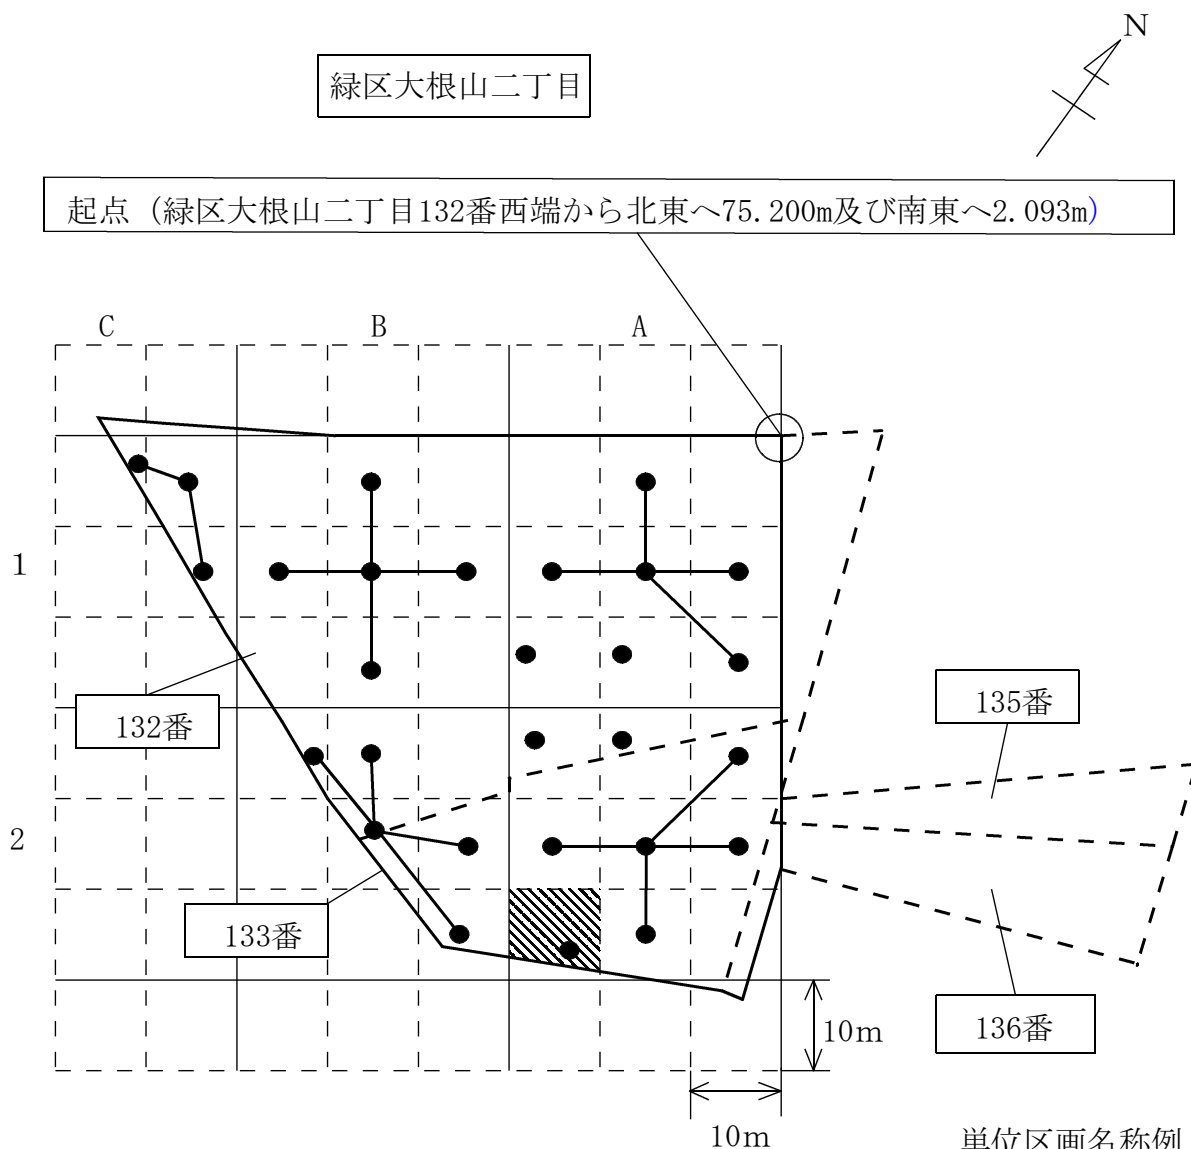 N
緑区大根山二丁目
起点（緑区大根山二丁目132番西端から北東へ75.200m及び南東へ2.093m）
C B A
1
132番
135番
2
133番
136番
10m
10m
単位区画名称例